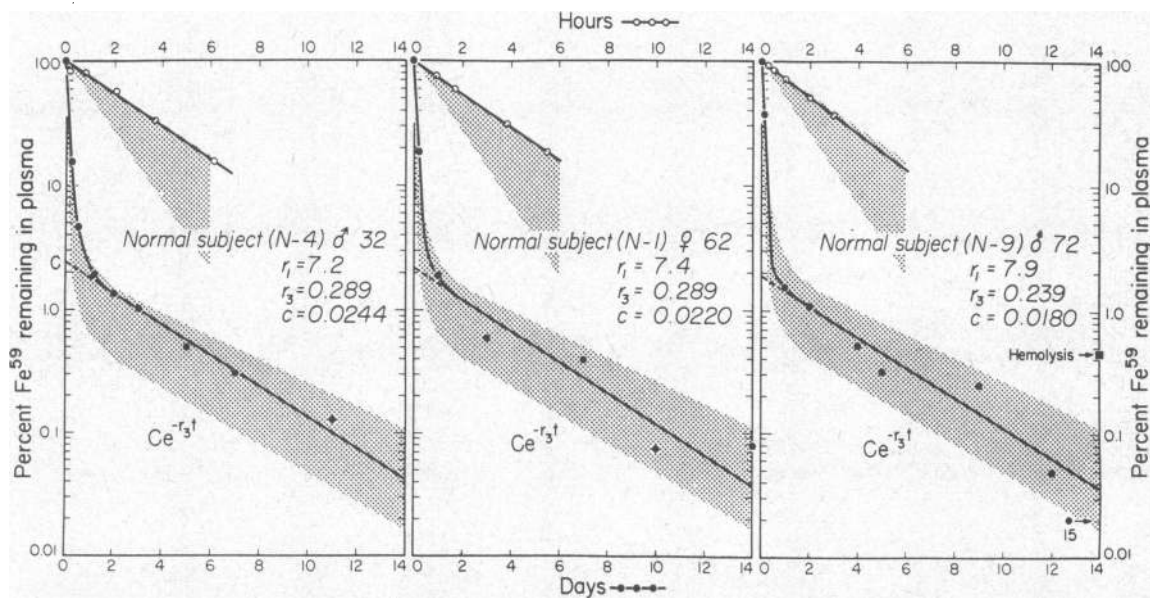 Hours
0 2 4 6 8 10 12 14
0 2 4 6 8 10 12 14
0 2 4 6 8 10 12 14
Percent Fe⁵⁹ remaining in plasma
100
10
C
1.0
0.1
0.01
Normal subject (N-4) ♂ 32
r₁ = 7.2
r₃ = 0.289
c = 0.0244
Ce⁻ʳ₃ᵗ
Normal subject (N-1) ♀ 62
r₁ = 7.4
r₃ = 0.289
c = 0.0220
Ce⁻ʳ₃ᵗ
Normal subject (N-9) ♂ 72
r₁ = 7.9
r₃ = 0.239
c = 0.0180
Hemolysis
Ce⁻ʳ₃ᵗ
15
100
10
1.0
0.1
0.01
Percent Fe⁵⁹ remaining in plasma
0 2 4 6 8 10 12 14
0 2 4 6 8 10 12 14
0 2 4 6 8 10 12 14
Days